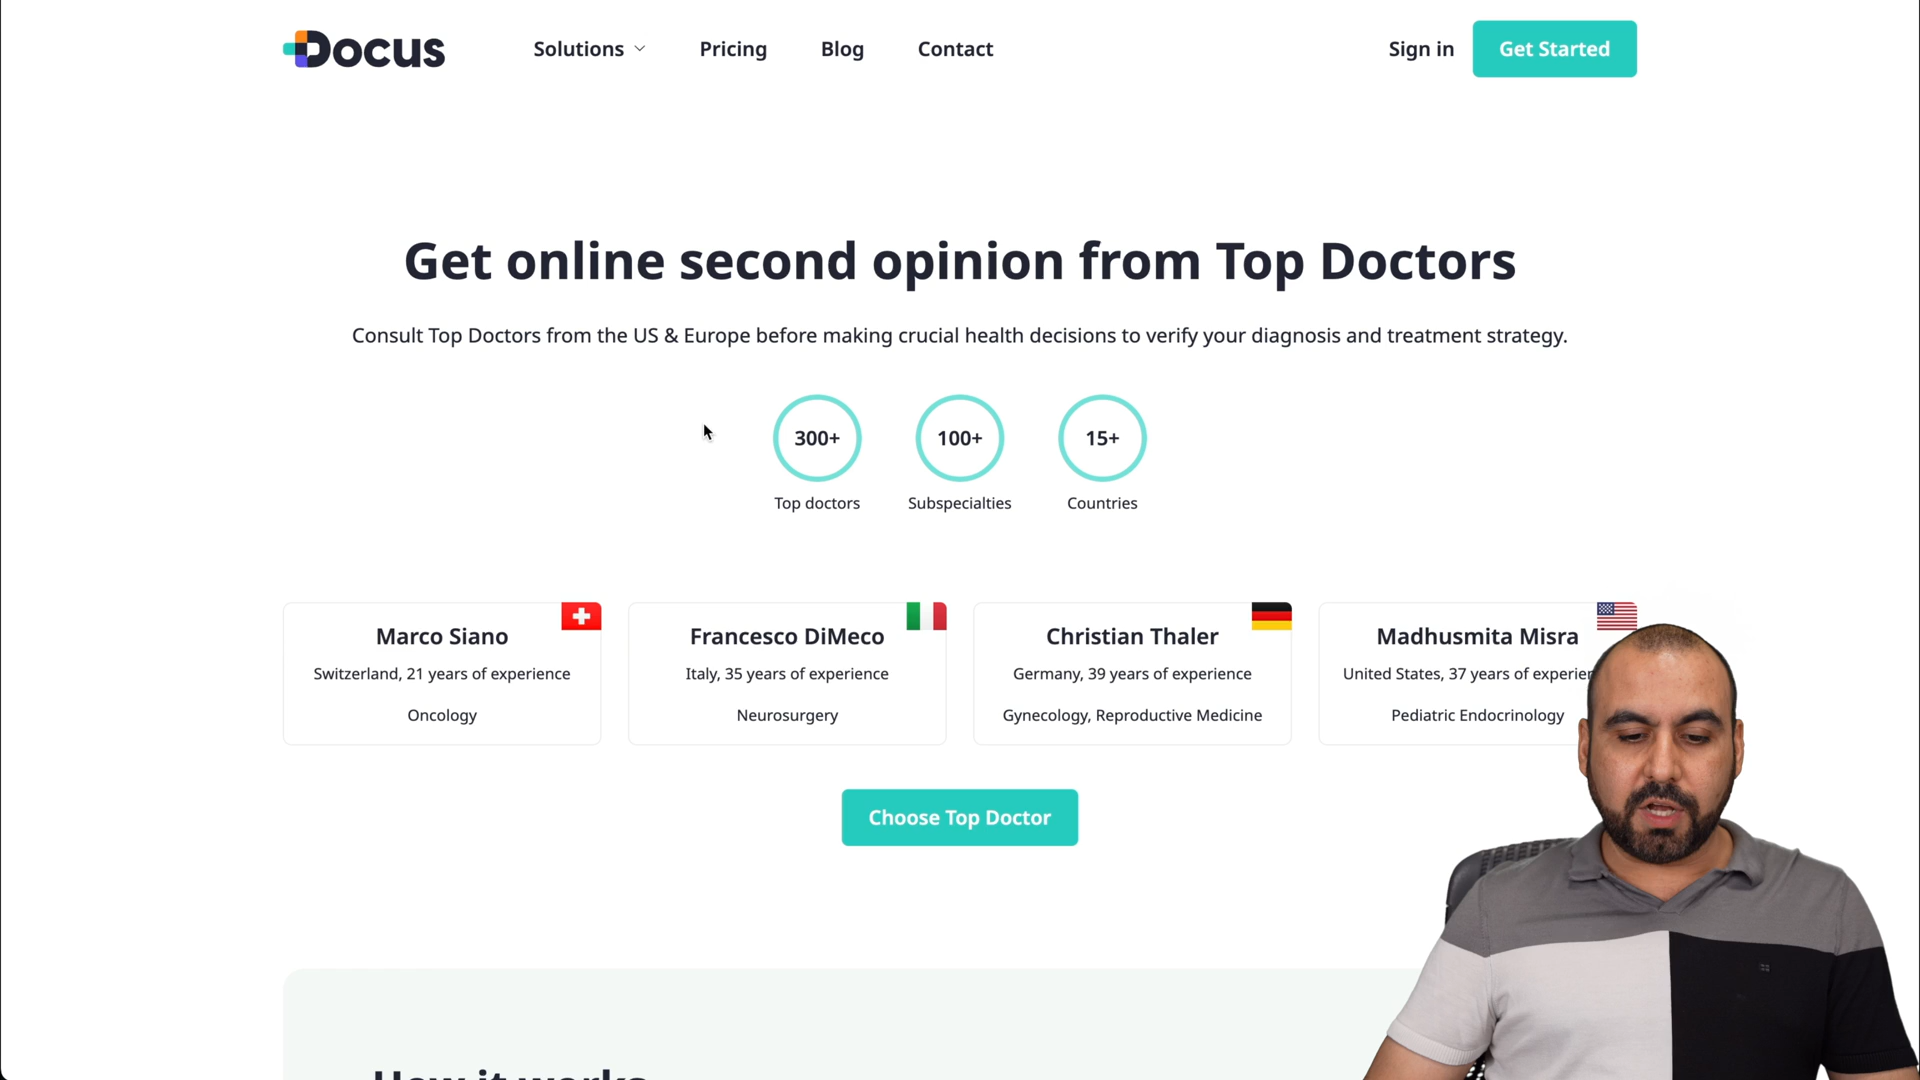 Docus
Solutions
Pricing
Blog
Contact
Sign in
Get Started
Get online second opinion from Top Doctors
Consult Top Doctors from the US & Europe before making crucial health decisions to verify your diagnosis and treatment strategy.
300+
100+
15+
Top doctors
Subspecialties
Countries
Marco Siano
Switzerland, 21 years of experience
Oncology
Francesco DiMeco
Italy, 35 years of experience
Neurosurgery
Christian Thaler
Germany, 39 years of experience
Gynecology, Reproductive Medicine
Madhusmita Misra
United States, 37 years of
Pediatric Endocrinology
Choose Top Doctor
How it works